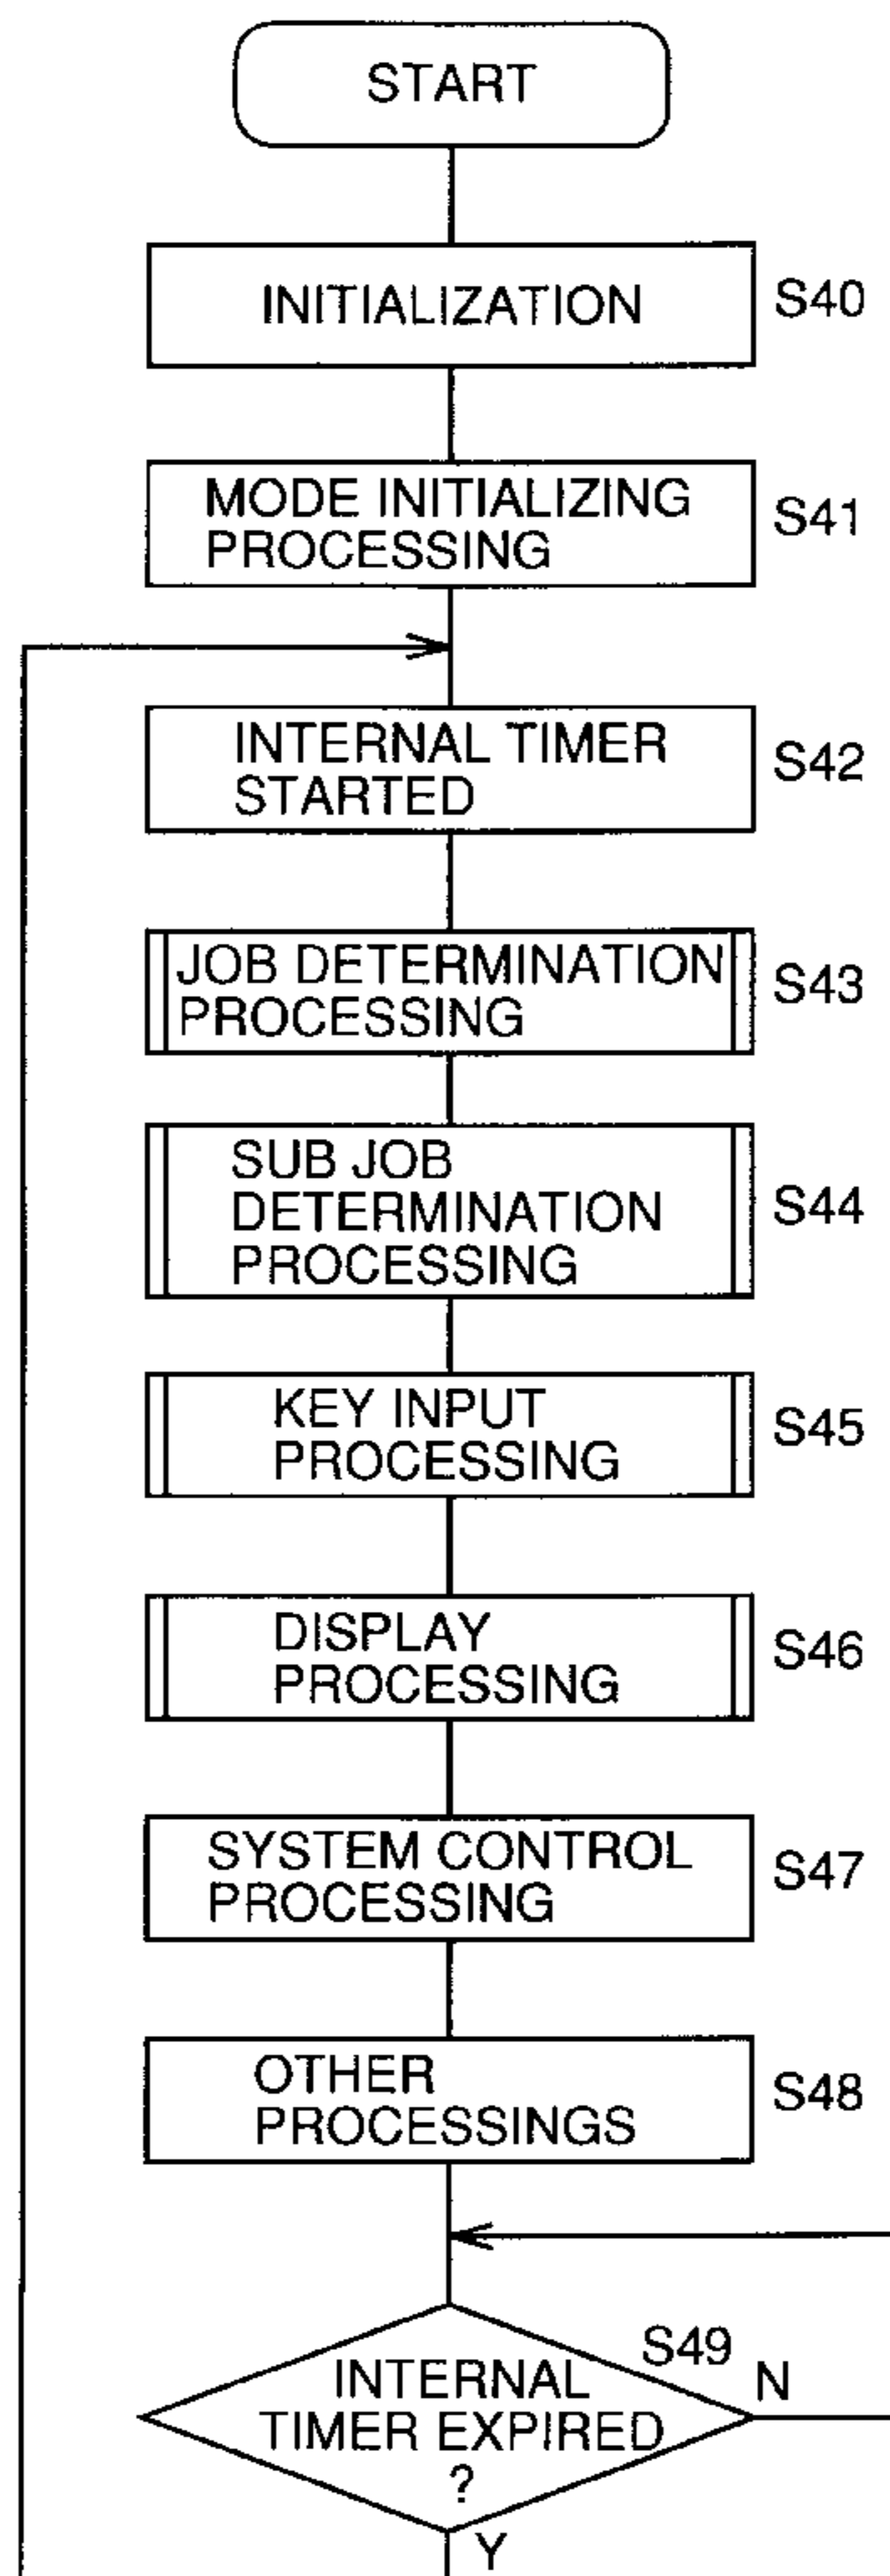 START
INITIALIZATION
S40
MODE INITIALIZING
PROCESSING
S41
INTERNAL TIMER
STARTED
S42
JOB DETERMINATION
PROCESSING
S43
SUB JOB
DETERMINATION
PROCESSING
S44
KEY INPUT
PROCESSING
S45
DISPLAY
PROCESSING
S46
SYSTEM CONTROL
PROCESSING
S47
OTHER
PROCESSINGS
S48
S49
INTERNAL
TIMER EXPIRED
?
N
Y